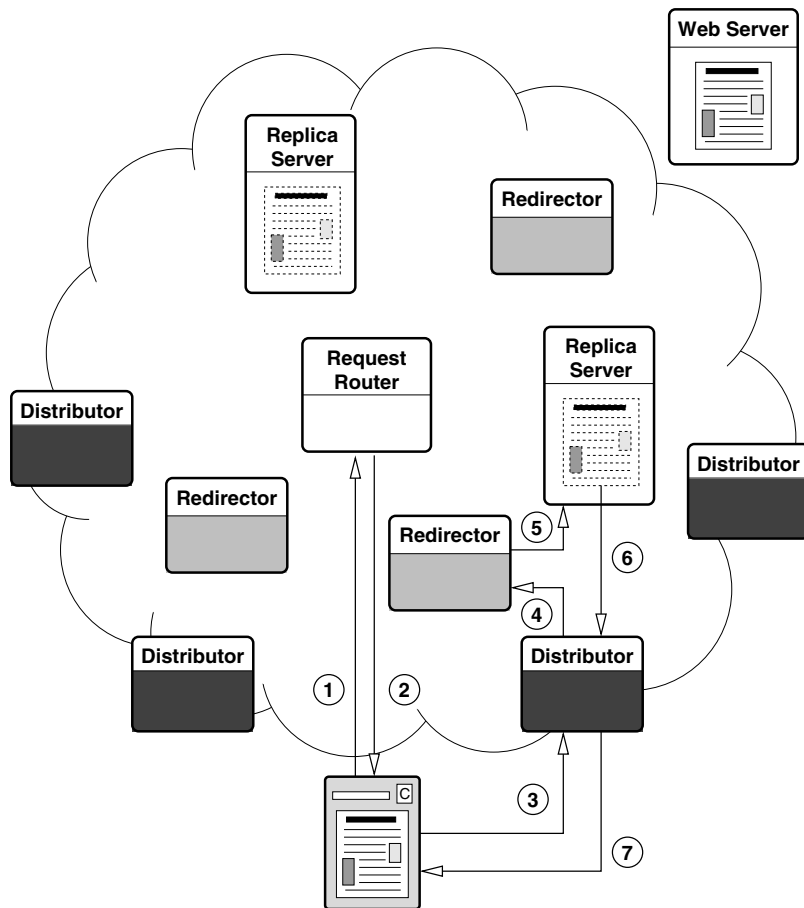 Web Server
Replica
Server
Redirector
Request
Router
Replica
Server
Distributor
Distributor
Redirector
Redirector
5
6
4
Distributor
Distributor
1
2
C
3
7